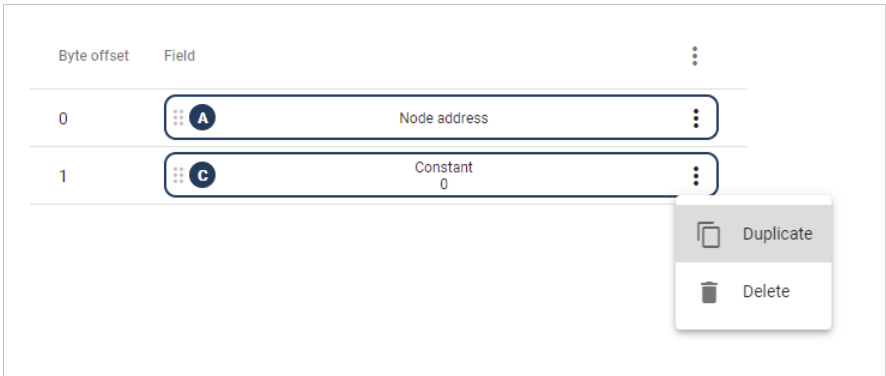 Byte offset Field
0 A Node address
1 C Constant
0
Duplicate
Delete